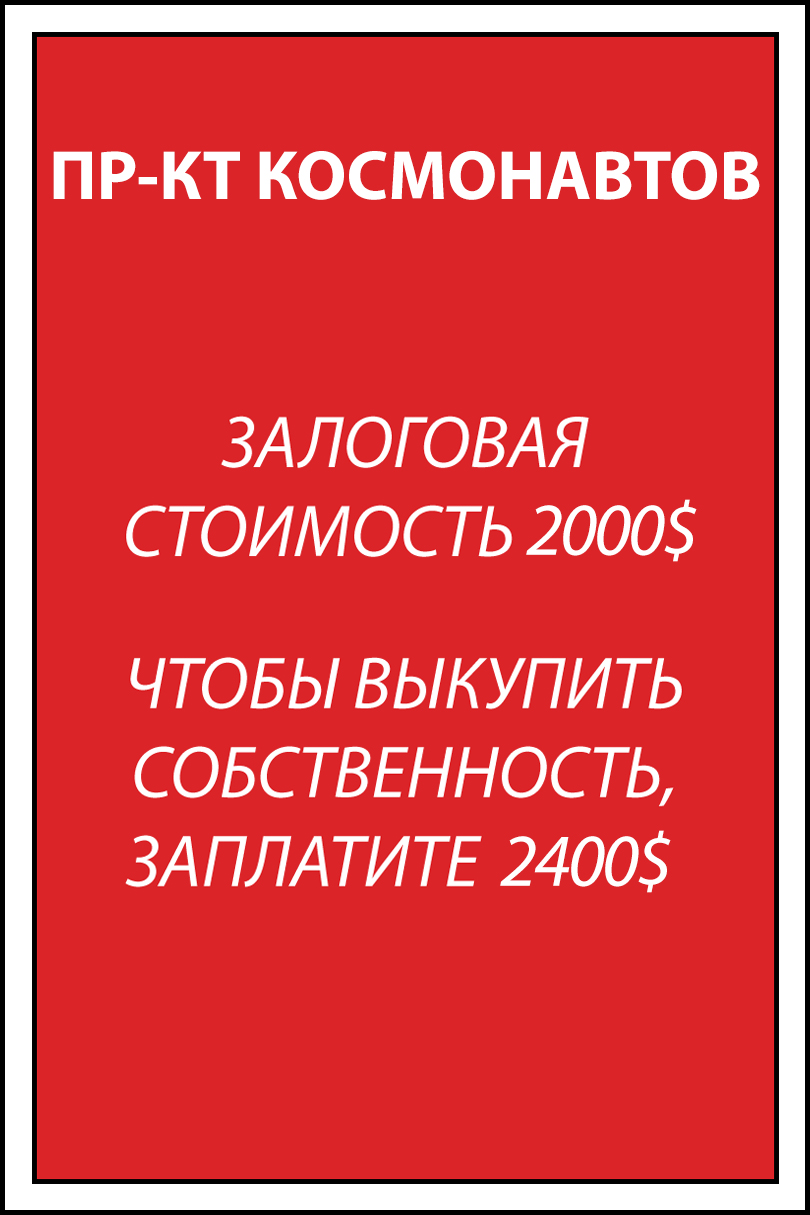 ПР-КТ КОСМОНАВТОВ
ЗАЛОГОВАЯ
СТОИМОСТЬ 2000$
ЧТОБЫ ВЫКУПИТЬ
СОБСТВЕННОСТЬ,
ЗАПЛАТИТЕ 2400$